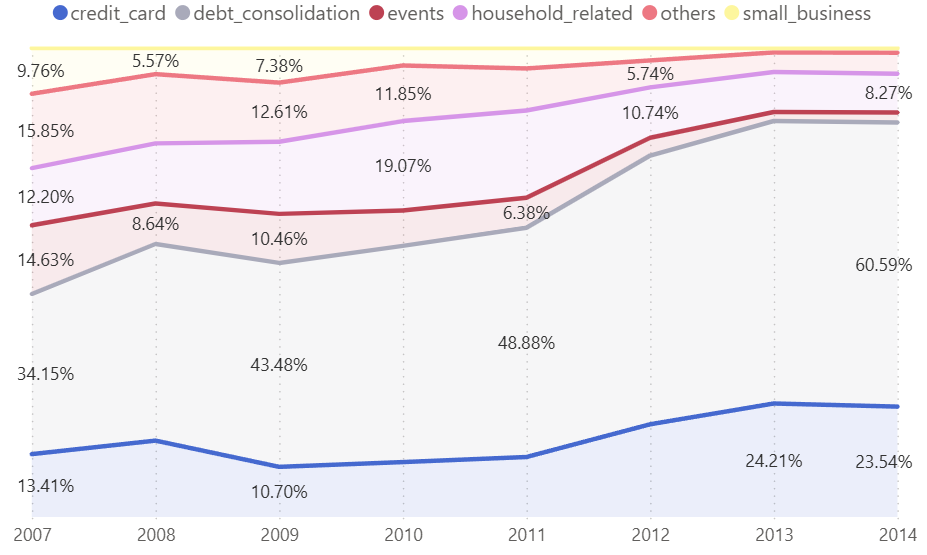 credit_card debt_consolidation events household_related others small_business
9.76% 5.57% 7.38% 5.74% 8.27%
15.85% 12.61% 11.85% 10.74%
12.20% 8.64% 10.46% 19.07% 6.38%
14.63% 60.59%
34.15% 43.48% 48.88%
13.41% 10.70% 24.21% 23.54%
2007 2008 2009 2010 2011 2012 2013 2014